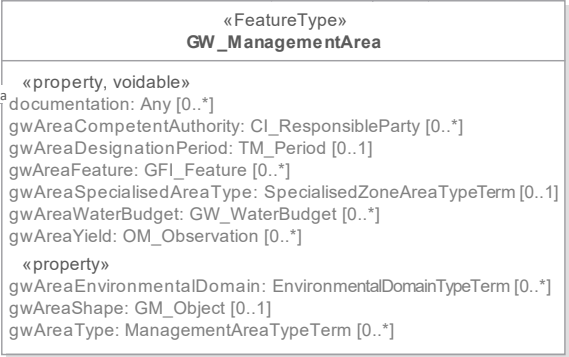 «FeatureType»
GW_ManagementArea
«property, voidable»
documentation: Any [0..*]
gwAreaCompetentAuthority: CI_ResponsibleParty [0..*]
gwAreaDesignationPeriod: TM_Period [0..1]
gwAreaFeature: GFI_Feature [0..*]
gwAreaSpecialisedAreaType: SpecialisedZoneAreaTypeTerm [0..1]
gwAreaWaterBudget: GW_WaterBudget [0..*]
gwAreaYield: OM_Observation [0..*]
«property»
gwAreaEnvironmentalDomain: EnvironmentalDomainTypeTerm [0..*]
gwAreaShape: GM_Object [0..1]
gwAreaType: ManagementAreaTypeTerm [0..*]